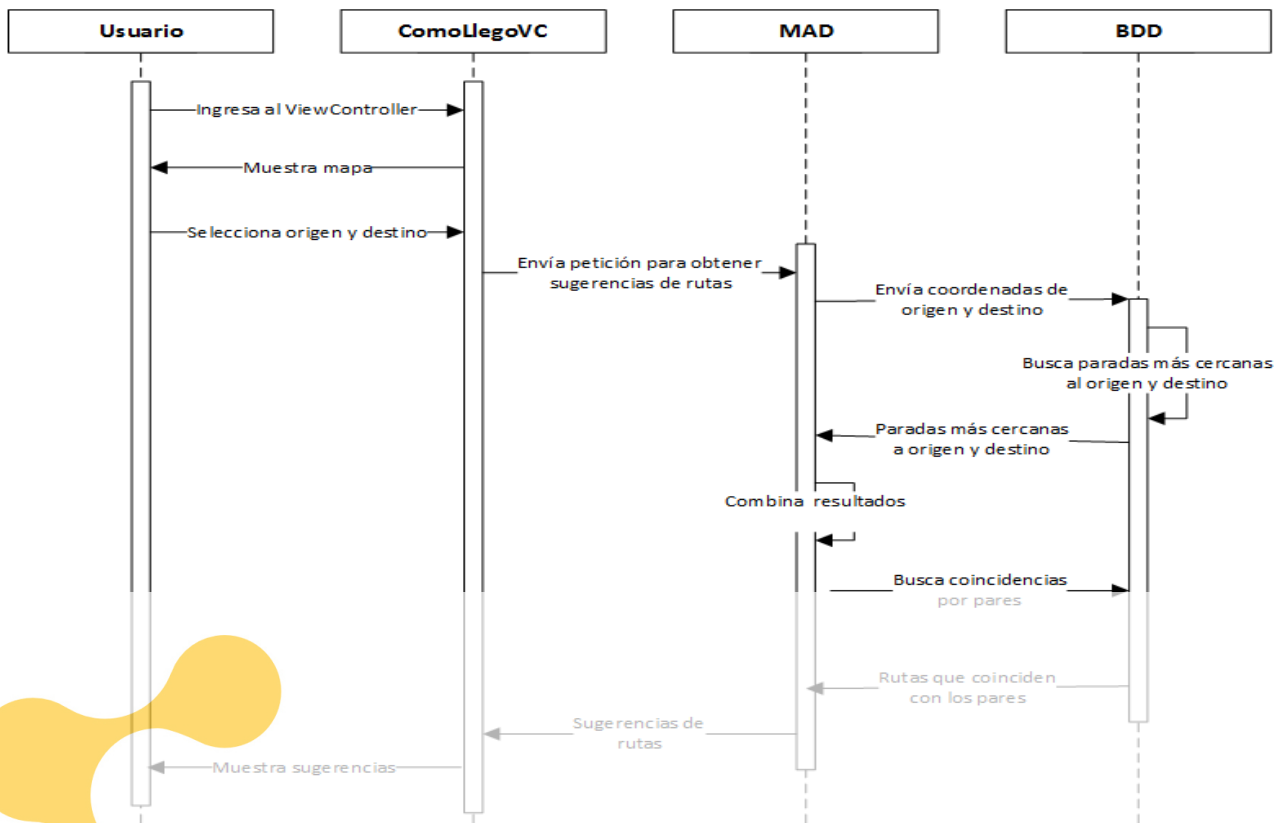 Usuario
ComoLlegoVC
MAD
BDD
Ingresa al ViewController
Muestra mapa
Selecciona origen y destino
Envía petición para obtener
sugerencias de rutas
Envía coordenadas de
origen y destino
Busca paradas más cercanas
al origen y destino
Paradas más cercanas
a origen y destino
Combina resultados
Busca coincidencias
por pares
Rutas que coinciden
con los pares
Sugerencias de
rutas
Muestra sugerencias